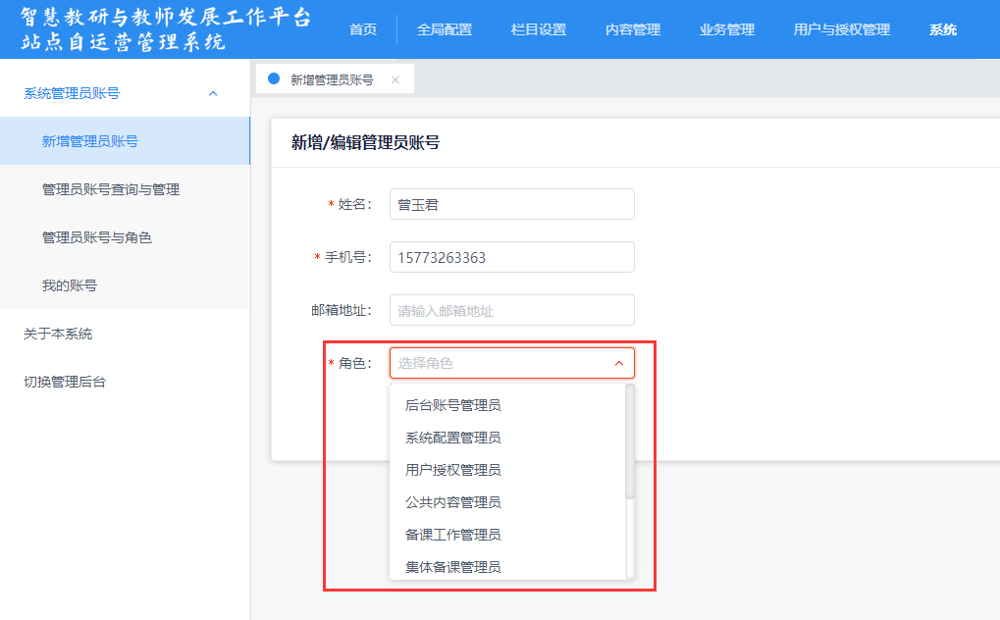 智慧教研与教师发展工作平台
站点自运营管理系统
首页 全局配置 栏目设置 内容管理 业务管理 用户与授权管理 系统
系统管理员账号
新增管理员账号
管理员账号查询与管理
管理员账号与角色
我的账号
关于本系统
切换管理后台
新增管理员账号 ×
新增/编辑管理员账号
* 姓名： 曾玉君
* 手机号： 15773263363
邮箱地址： 请输入邮箱地址
* 角色： 选择角色
后台账号管理员
系统配置管理员
用户授权管理员
公共内容管理员
备课工作管理员
集体备课管理员